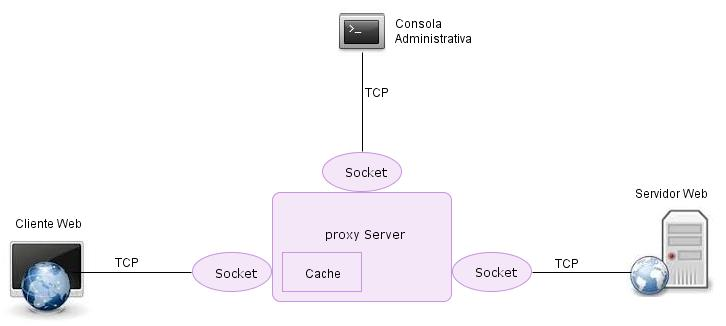 Consola
Administrativa
TCP
Socket
Servidor Web
Cliente Web
proxy Server
TCP
Socket
Cache
Socket
TCP